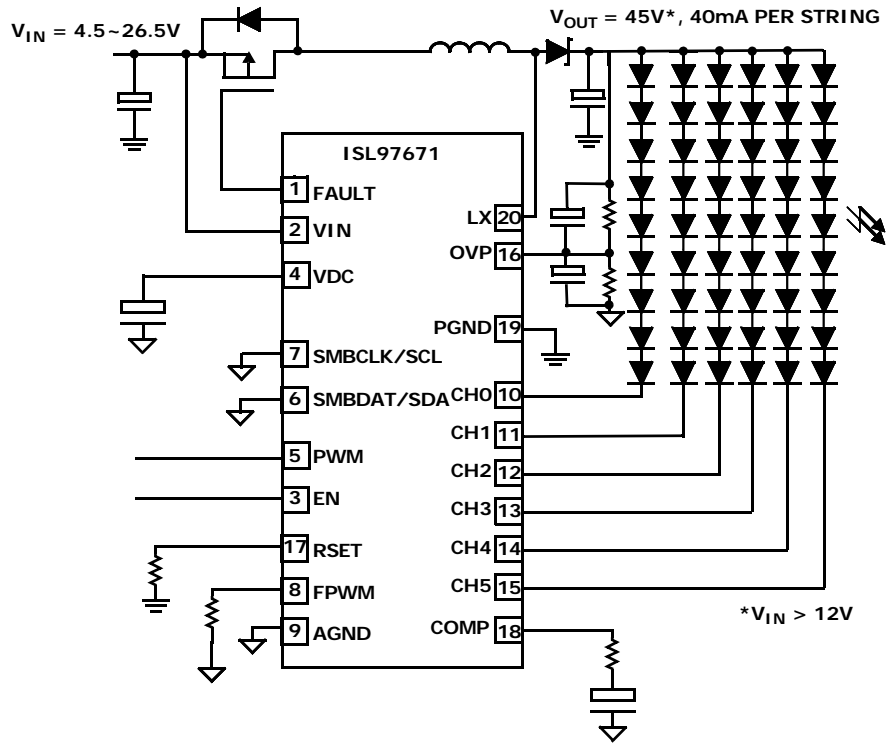 V_IN = 4.5~26.5V
V_OUT = 45V*, 40mA PER STRING
ISL97671
1 FAULT
2 VIN
4 VDC
7 SMBCLK/SCL
6 SMBDAT/SDA
5 PWM
3 EN
17 RSET
8 FPWM
9 AGND
LX 20
OVP 16
PGND 19
CH0 10
CH1 11
CH2 12
CH3 13
CH4 14
CH5 15
COMP 18
*V_IN > 12V